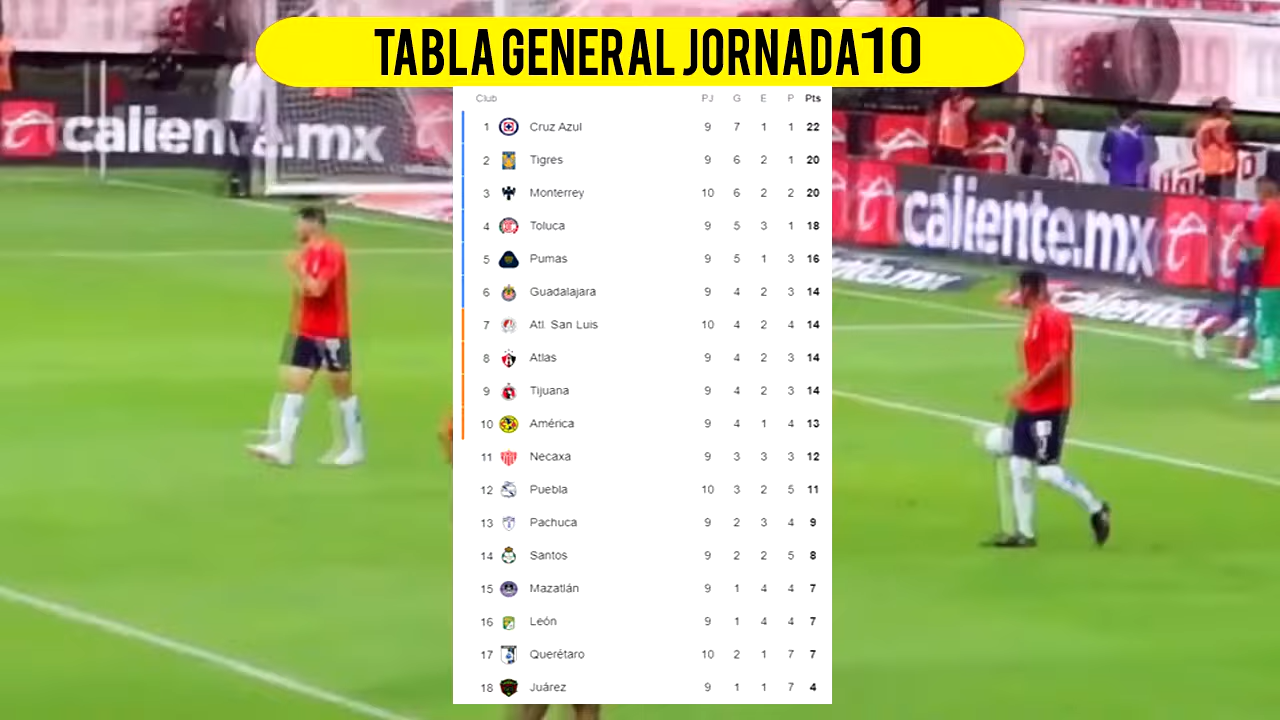 TABLA GENERAL JORNADA 10
Club PJ G E P Pts
1 Cruz Azul 9 7 1 1 22
2 Tigres 9 6 2 1 20
3 Monterrey 10 6 2 2 20
4 Toluca 9 5 3 1 18
5 Pumas 9 5 1 3 16
6 Guadalajara 9 4 2 3 14
7 Atl. San Luis 10 4 2 4 14
8 Atlas 9 4 2 3 14
9 Tijuana 9 4 2 3 14
10 América 9 4 1 4 13
11 Necaxa 9 3 3 3 12
12 Puebla 10 3 2 5 11
13 Pachuca 9 2 3 4 9
14 Santos 9 2 2 5 8
15 Mazatlán 9 1 4 4 7
16 León 9 1 4 4 7
17 Querétaro 10 2 1 7 7
18 Juárez 9 1 1 7 4
caliente.mx
caliente.mx
caliente.mx